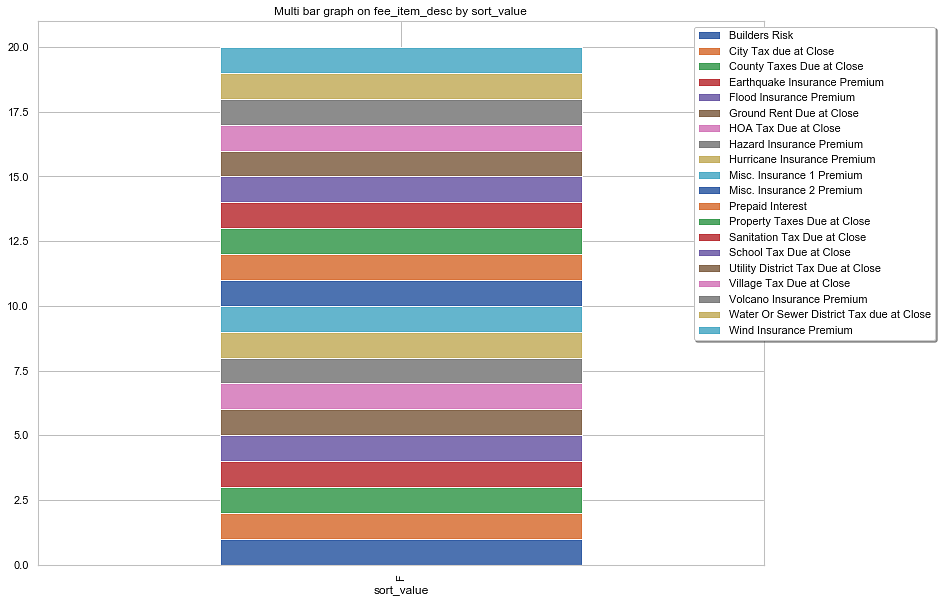 Multi bar graph on fee_item_desc by sort_value
20.0
17.5
15.0
12.5
10.0
7.5
5.0
2.5
0.0
Builders Risk
City Tax due at Close
County Taxes Due at Close
Earthquake Insurance Premium
Flood Insurance Premium
Ground Rent Due at Close
HOA Tax Due at Close
Hazard Insurance Premium
Hurricane Insurance Premium
Misc. Insurance 1 Premium
Misc. Insurance 2 Premium
Prepaid Interest
Property Taxes Due at Close
Sanitation Tax Due at Close
School Tax Due at Close
Utility District Tax Due at Close
Village Tax Due at Close
Volcano Insurance Premium
Water Or Sewer District Tax due at Close
Wind Insurance Premium
F
sort_value